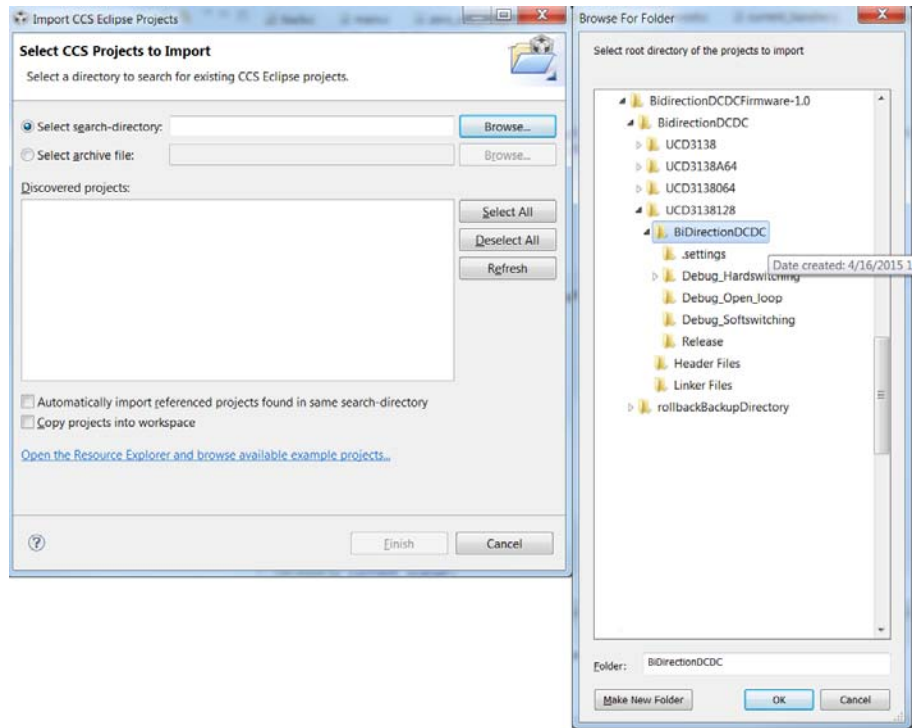 Import CCS Eclipse Projects
Select CCS Projects to Import
Select a directory to search for existing CCS Eclipse projects.
Select search-directory:
Browse...
Select archive file:
Browse...
Discovered projects:
Select All
Deselect All
Refresh
Automatically import referenced projects found in same search-directory
Copy projects into workspace
Open the Resource Explorer and browse available example projects...
Finish
Cancel
Browse For Folder
Select root directory of the projects to import
BidirectionDCDCFirmware-1.0
BidirectionDCDC
UCD3138
UCD3138A64
UCD3138064
UCD3138128
BiDirectionDCDC
.settings
Date created: 4/16/2015 1
Debug_Hardswitching
Debug_Open_loop
Debug_Softswitching
Release
Header Files
Linker Files
rollbackBackupDirectory
Folder:
BiDirectionDCDC
Make New Folder
OK
Cancel